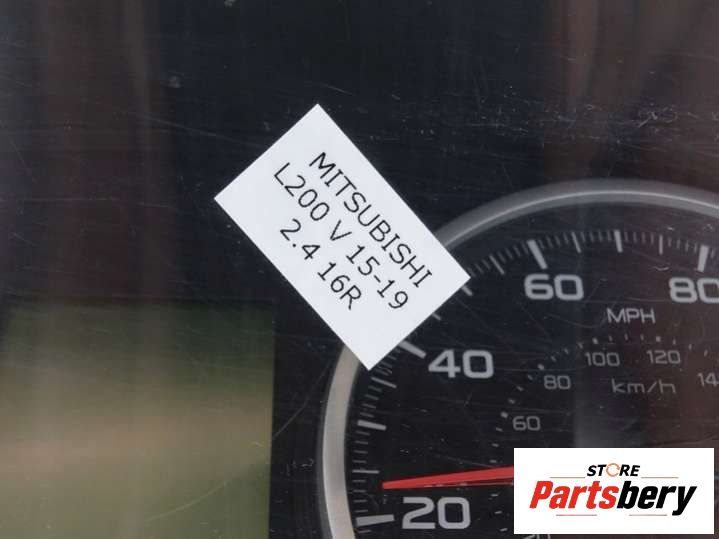 MITSUBISHI
L200 V 15-19
2.4 16R
60
80
MPH
100
120
40
80
km/h
60
20
STORE
Partsbery